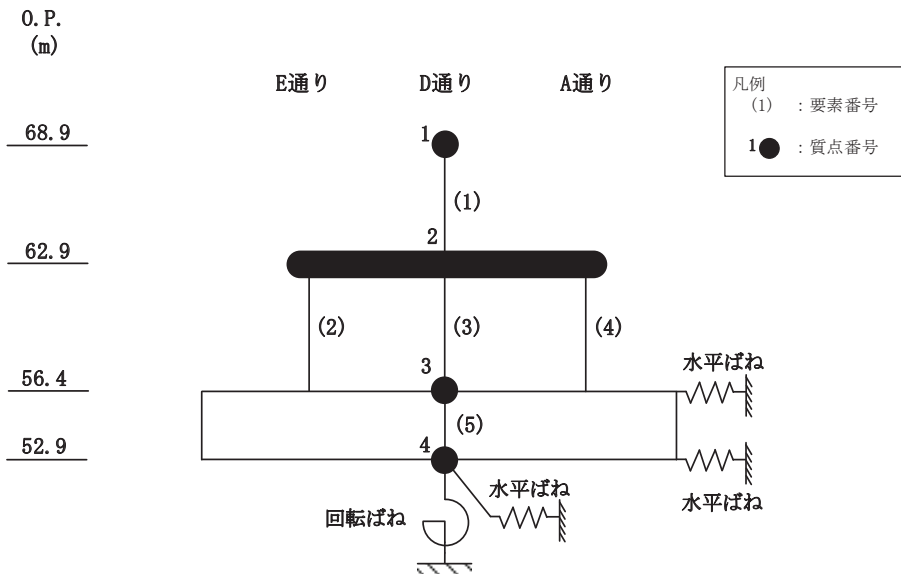 O.P.
(m)
E通り D通り A通り
凡例
(1) : 要素番号
1 : 質点番号
68.9
1
(1)
62.9
2
(2) (3) (4)
56.4
3
水平ばね
(5)
52.9
4
水平ばね
水平ばね
回転ばね